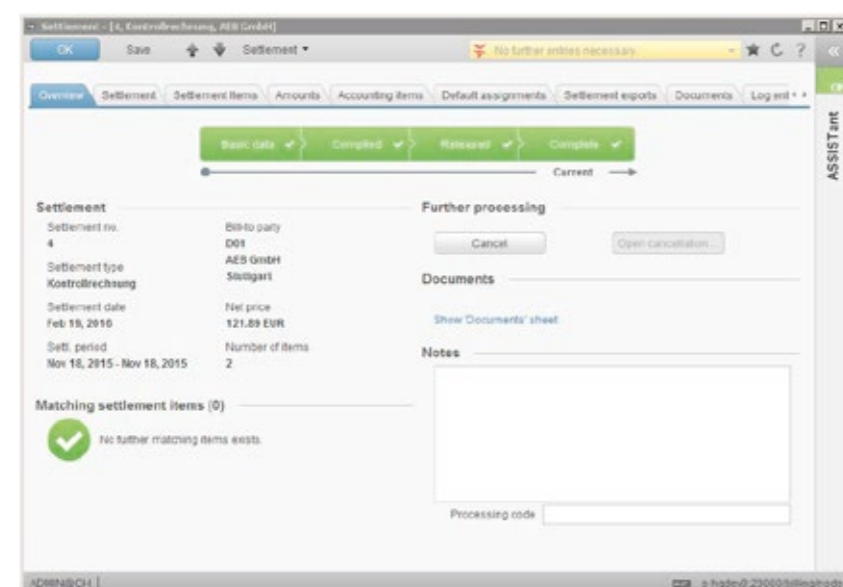 Settlement - [4, Kontrollrechnung, AEB GmbH]
OK Save Settlement No further entries necessary. ?
Overview Settlement Settlement Items Amounts Accounting items Default assignments Settlement exports Documents Log ent
ASSISTant
Basic data Compiled Released Complete
Current
Settlement
Settlement no.
4
Settlement type
Kontrollrechnung
Settlement date
Feb 19, 2016
Settl. period
Nov 18, 2015 - Nov 18, 2015
Bill-to party
D01
AEB GmbH
Stuttgart
Net price
121.89 EUR
Number of items
2
Matching settlement items (0)
No further matching items exists.
Further processing
Cancel Open cancellation...
Documents
Show 'Documents' sheet
Notes
Processing code